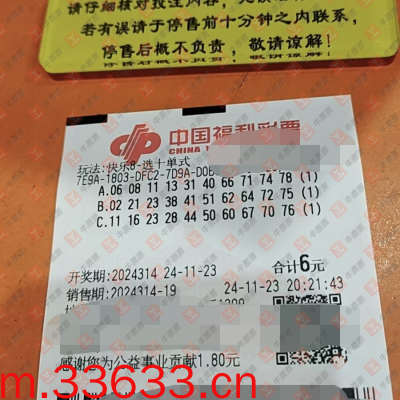 请仔细核对投注内容，
若有误请于停售前十分钟之内联系，
停售后概不负责，敬请谅解！
中国福利彩票
CHINA
玩法：快乐8-选十单式
7E9A-1803-DFC2-7D9A-D0B
A.06 08 11 13 31 40 66 71 74 78 (1)
B.02 21 23 38 41 51 62 64 72 75 (1)
C.11 16 23 28 44 50 60 67 70 76 (1)
开奖期：2024314 24-11-23 合计6元
销售期：2024314-19 24-11-23 20:21:43
感谢您为公益事业贡献1.80元
m.33633.cn